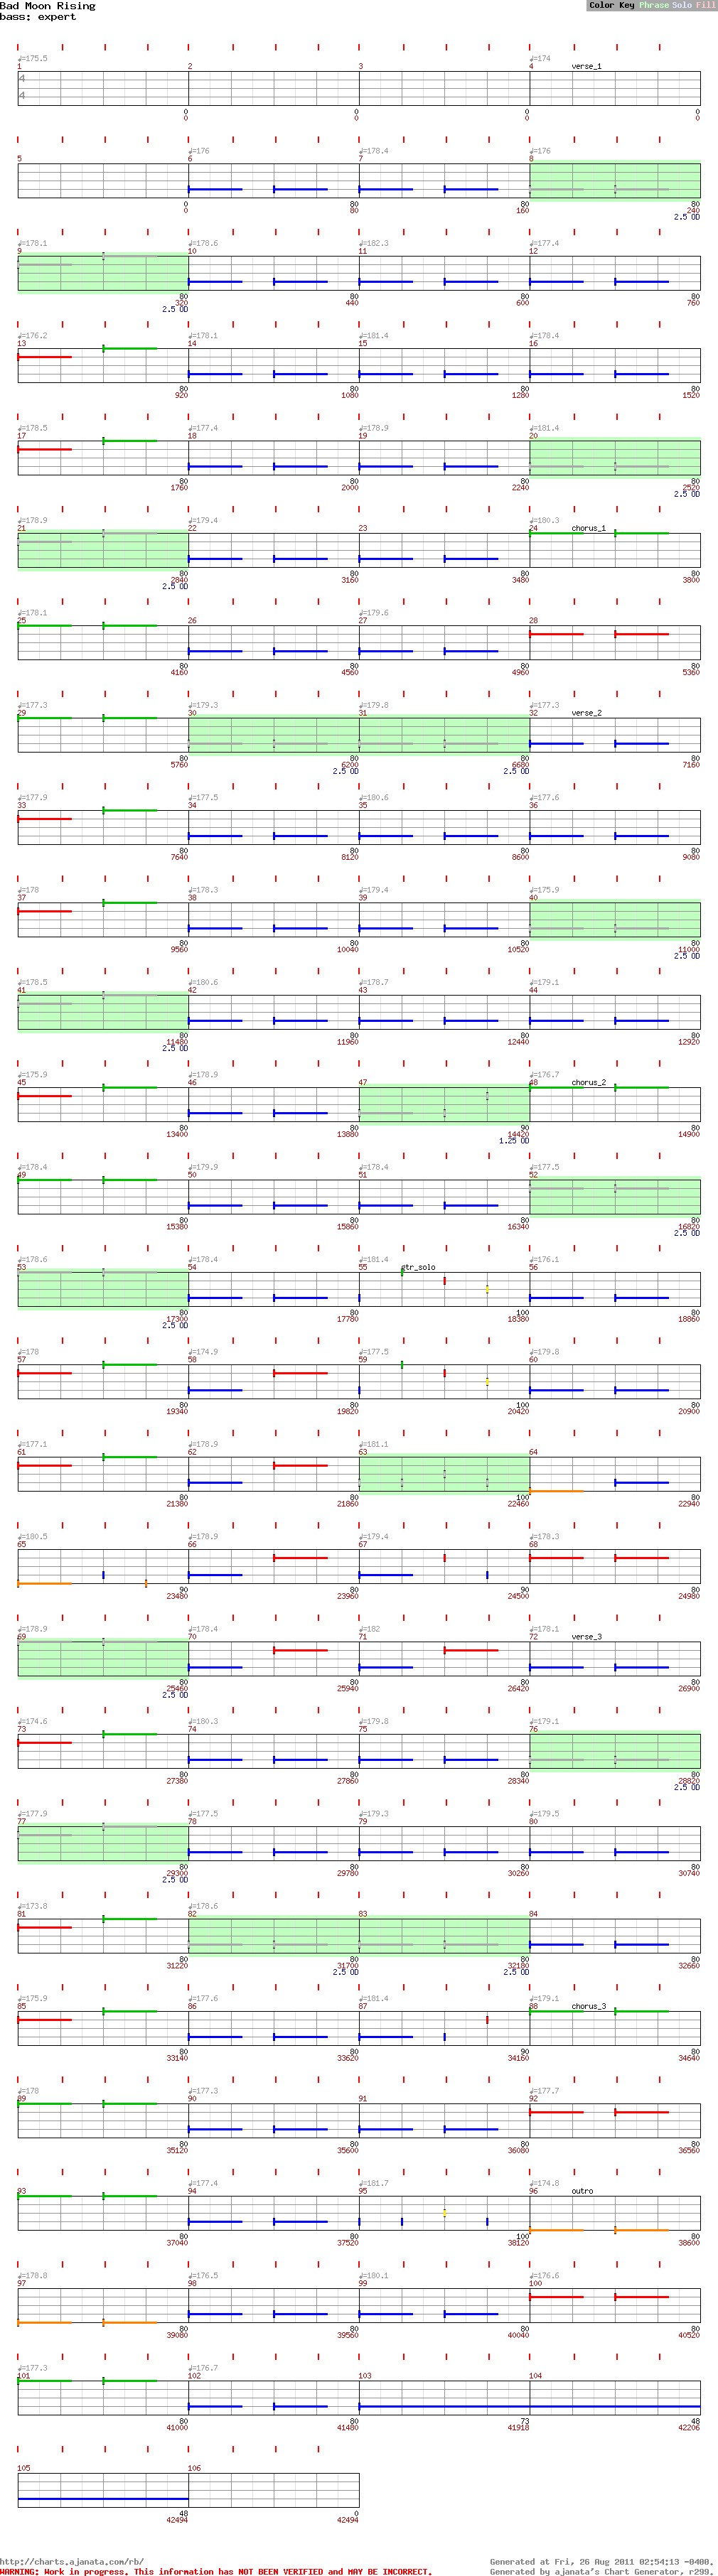 Bad Moon Rising
Color Key Phrase Solo Fill
bass: expert
♩=175.5 ♩=174
1 2 3 4 verse_1
4
4
0 0 0 0
0 0 0 0
♩=176 ♩=178.4 ♩=176
5 6 7 8
0 80 80 80
0 80 160 240
2.5 OD
♩=178.1 ♩=178.6 ♩=182.3 ♩=177.4
9 10 11 12
80 80 80 80
320 440 600 760
2.5 OD
♩=176.2 ♩=178.1 ♩=181.4 ♩=178.4
13 14 15 16
80 80 80 80
920 1080 1280 1520
♩=178.5 ♩=177.4 ♩=178.9 ♩=181.4
17 18 19 20
80 80 80 80
1760 2000 2240 2520
2.5 OD
♩=178.9 ♩=179.4 ♩=180.3
21 22 23 24 chorus_1
80 80 80 80
2840 3160 3480 3800
2.5 OD
♩=178.1 ♩=179.6
25 26 27 28
80 80 80 80
4160 4560 4960 5360
♩=177.3 ♩=179.3 ♩=179.8 ♩=177.3
29 30 31 32 verse_2
80 80 80 80
5760 6200 6680 7160
2.5 OD 2.5 OD
♩=177.9 ♩=177.5 ♩=180.6 ♩=177.6
33 34 35 36
80 80 80 80
7640 8120 8600 9080
♩=178 ♩=178.3 ♩=179.4 ♩=175.9
37 38 39 40
80 80 80 80
9560 10040 10520 11000
2.5 OD
♩=178.5 ♩=180.6 ♩=178.7 ♩=179.1
41 42 43 44
80 80 80 80
11480 11960 12440 12920
2.5 OD
♩=175.9 ♩=178.9 ♩=176.7
45 46 47 48 chorus_2
80 80 90 80
13400 13880 14420 14900
1.25 OD
♩=178.4 ♩=179.9 ♩=178.4 ♩=177.5
49 50 51 52
80 80 80 80
15380 15860 16340 16820
2.5 OD
♩=178.6 ♩=178.4 ♩=181.4 ♩=176.1
53 54 55 gtr_solo 56
80 80 100 80
17300 17780 18380 18860
2.5 OD
♩=178 ♩=174.9 ♩=177.5 ♩=179.8
57 58 59 60
80 80 100 80
19340 19820 20420 20900
♩=177.1 ♩=178.9 ♩=181.1
61 62 63 64
80 80 100 80
21380 21860 22460 22940
♩=180.5 ♩=178.9 ♩=179.4 ♩=178.3
65 66 67 68
90 80 90 80
23480 23960 24500 24980
♩=178.9 ♩=178.4 ♩=182 ♩=178.1
69 70 71 72 verse_3
80 80 80 80
25460 25940 26420 26900
2.5 OD
♩=174.6 ♩=180.3 ♩=179.8 ♩=179.1
73 74 75 76
80 80 80 80
27380 27860 28340 28820
2.5 OD
♩=177.9 ♩=177.5 ♩=179.3 ♩=179.5
77 78 79 80
80 80 80 80
29300 29780 30260 30740
2.5 OD
♩=173.8 ♩=178.6
81 82 83 84
80 80 80 80
31220 31700 32180 32660
2.5 OD 2.5 OD
♩=175.9 ♩=177.6 ♩=181.4 ♩=179.1
85 86 87 88 chorus_3
80 80 90 80
33140 33620 34160 34640
♩=178 ♩=177.3 ♩=177.7
89 90 91 92
80 80 80 80
35120 35600 36080 36560
♩=177.4 ♩=181.7 ♩=174.8
93 94 95 96 outro
80 80 100 80
37040 37520 38120 38600
♩=178.8 ♩=176.5 ♩=180.1 ♩=176.6
97 98 99 100
80 80 80 80
39080 39560 40040 40520
♩=177.3 ♩=176.7
101 102 103 104
80 80 73 48
41000 41480 41918 42206
105 106
48 0
42494 42494
http://charts.ajanata.com/rb/
Generated at Fri, 26 Aug 2011 02:54:13 -0400.
WARNING: Work in progress. This information has NOT BEEN VERIFIED and MAY BE INCORRECT.
Generated by ajanata's Chart Generator, r299.